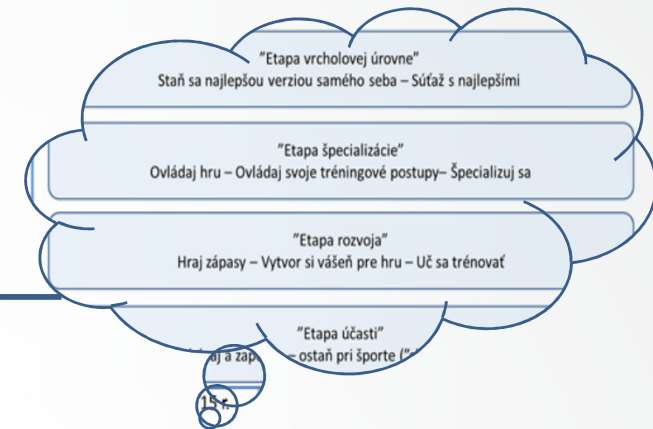 "Etapa vrcholovej úrovne"
Staň sa najlepšou verziou samého seba – Súťaž s najlepšími
"Etapa špecializácie"
Ovládaj hru – Ovládaj svoje tréningové postupy– Špecializuj sa
"Etapa rozvoja"
Hraj zápasy – Vytvor si vášeň pre hru – Uč sa trénovať
"Etapa účasti"
a – ostaň pri športe
15 r.